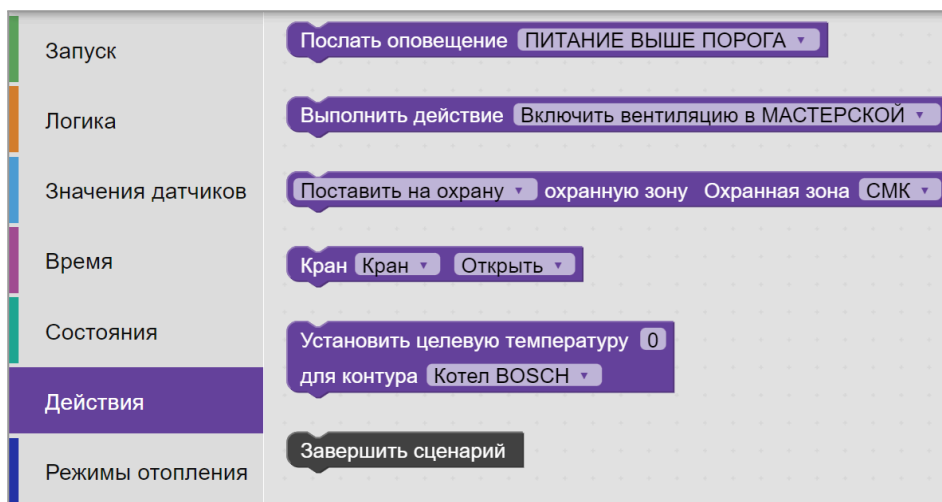 Запуск
Логика
Значения датчиков
Время
Состояния
Действия
Режимы отопления
Послать оповещение ПИТАНИЕ ВЫШЕ ПОРОГА
Выполнить действие Включить вентиляцию в МАСТЕРСКОЙ
Поставить на охрану охранную зону Охранная зона СМК
Кран Кран Открыть
Установить целевую температуру 0
для контура Котел BOSCH
Завершить сценарий